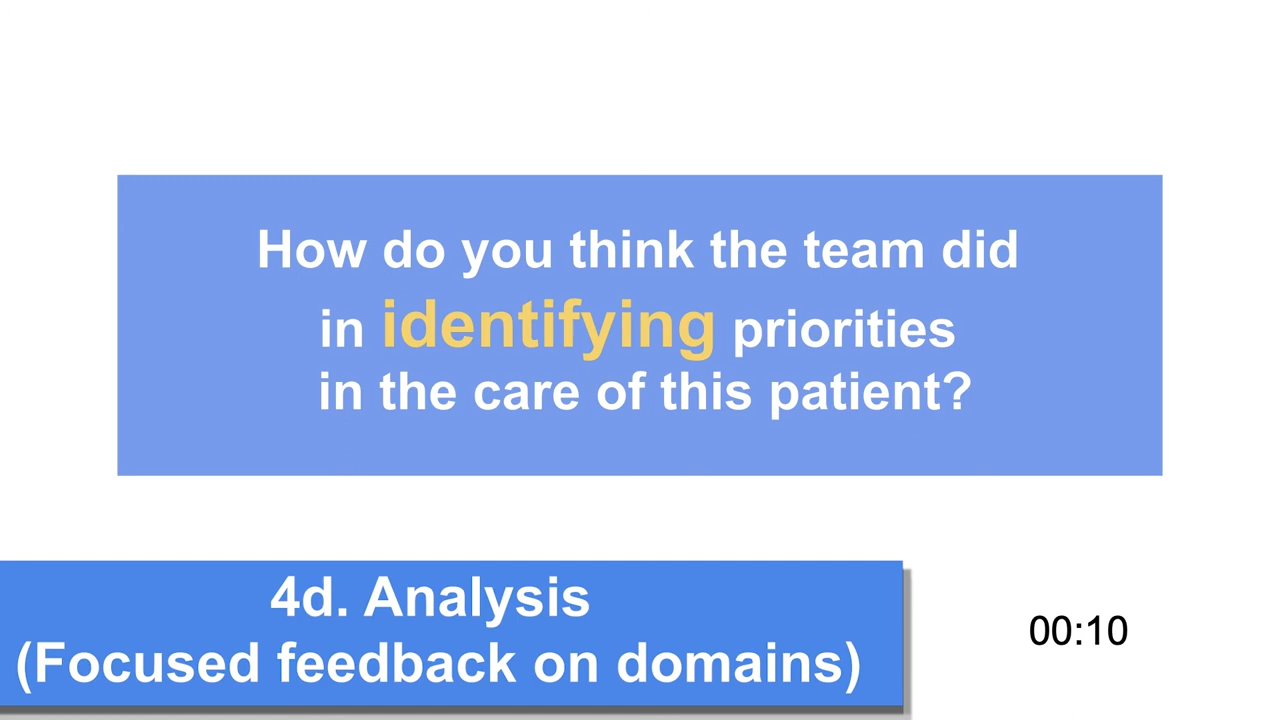 How do you think the team did
in identifying priorities
in the care of this patient?
4d. Analysis
(Focused feedback on domains)
00:10